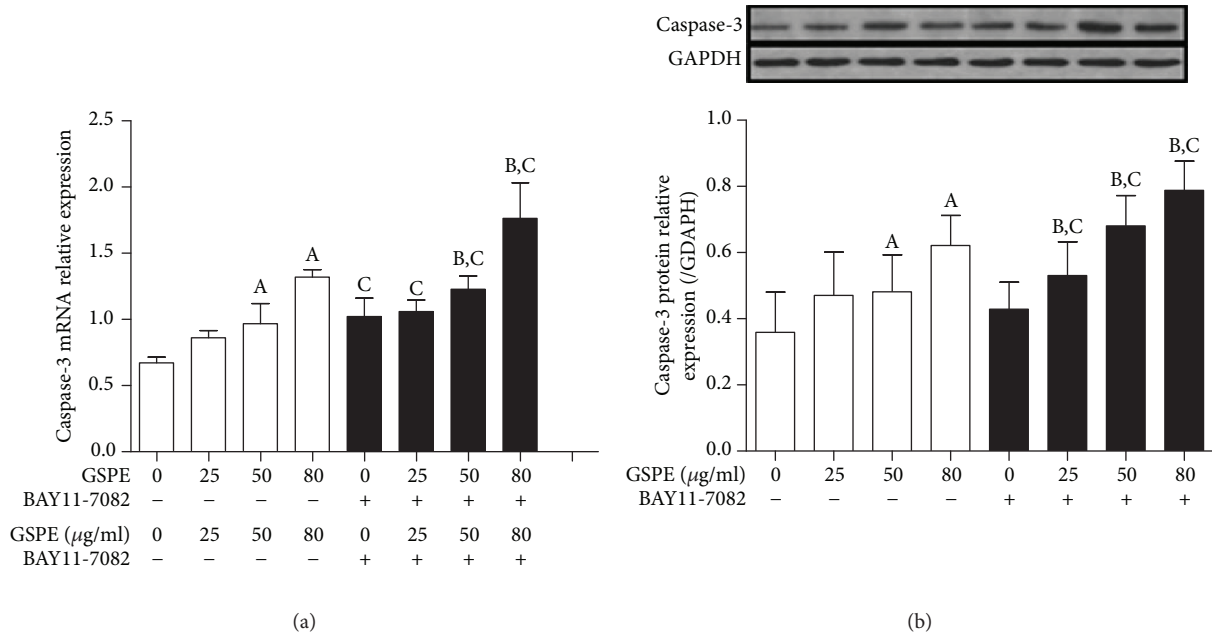 Caspase-3
GAPDH
Caspase-3 mRNA relative expression
2.5
2.0
1.5
1.0
0.5
0.0
A
A
C
C
B,C
B,C
GSPE 0 25 50 80 0 25 50 80
BAY11-7082 − − − − + + + +
GSPE (μg/ml) 0 25 50 80 0 25 50 80
BAY11-7082 − − − − + + + +
(a)
Caspase-3 protein relative
expression (/GDAPH)
1.0
0.8
0.6
0.4
0.2
0.0
A
A
B,C
B,C
B,C
GSPE (μg/ml) 0 25 50 80 0 25 50 80
BAY11-7082 − − − − + + + +
(b)